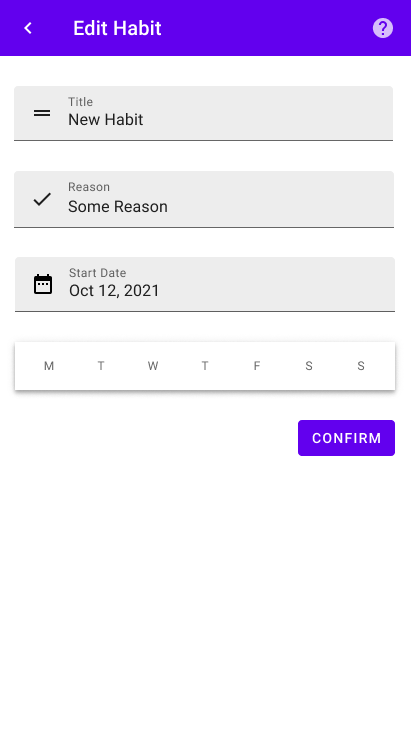 Edit Habit
Title
New Habit
Reason
Some Reason
Start Date
Oct 12, 2021
M T W T F S S
CONFIRM